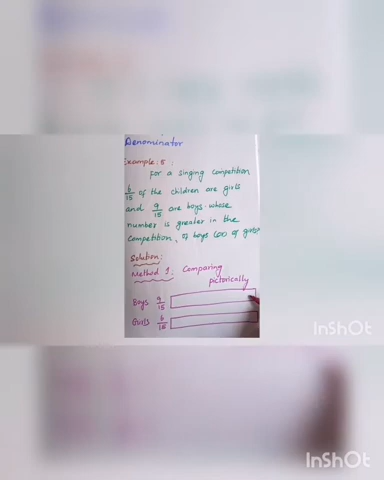 Denominator
Example: 5 :
For a singing competition
6/15 of the children are girls
and 9/15 are boys whose
number is greater in the
competition, of boys (or) of girls?
Solution:
Method 1: Comparing
pictorically
Boys 9/15
Girls 6/15
InShOt
InShOt